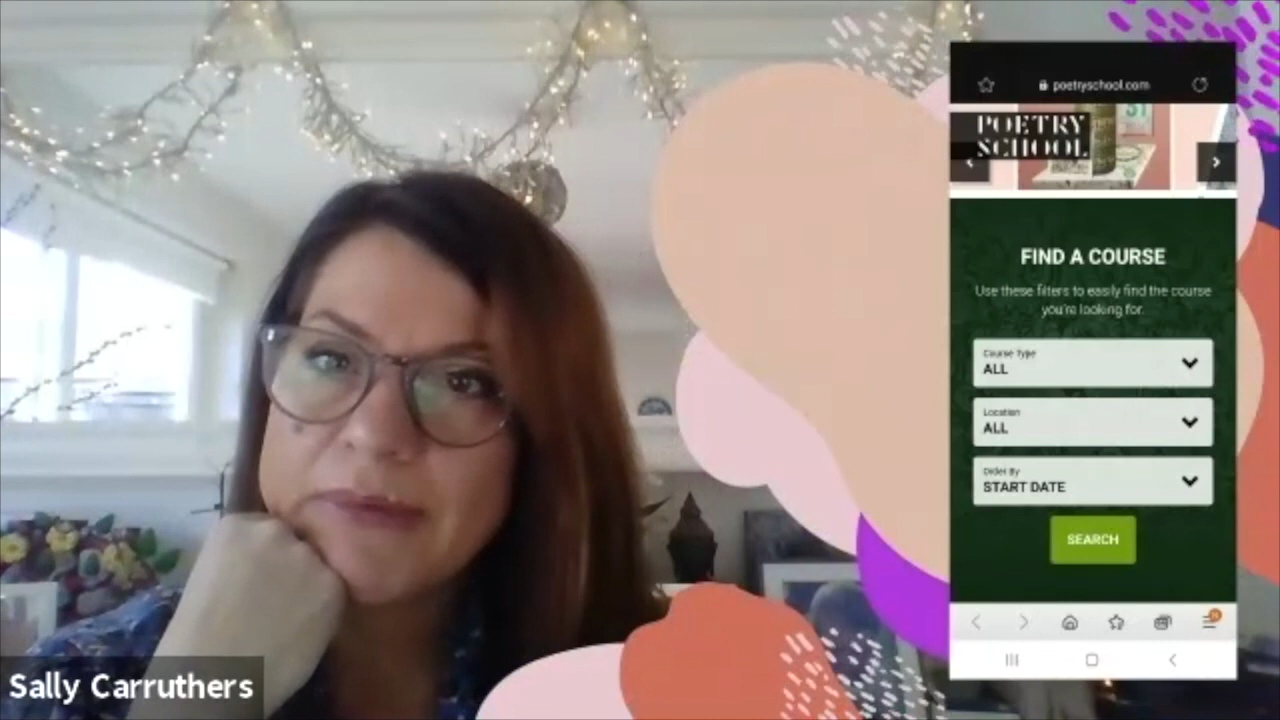 poetryschool.com
POETRY
SCHOOL
FIND A COURSE
Use these filters to easily find the course
you're looking for.
Course Type
ALL
Location
ALL
Order By
START DATE
SEARCH
Sally Carruthers